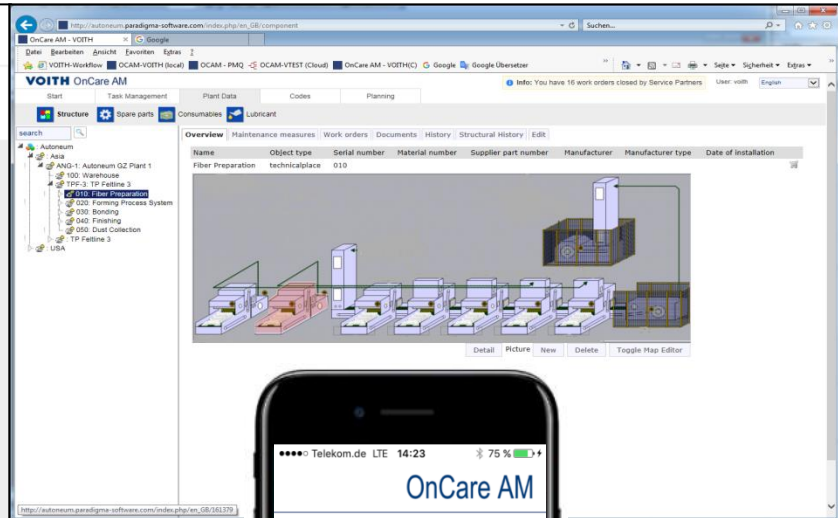 http://autoneum.paradigma-software.com/index.php/en_GB/component
Suchen...
OnCare AM - VOITH
Google
Datei Bearbeiten Ansicht Favoriten Extras ?
VOITH-Workflow OCAM-VOITH (local) OCAM - PMQ OCAM-VTEST (Cloud) OnCare AM - VOITH(C) Google Google Übersetzer
Seite Sicherheit Extras
VOITH OnCare AM
Info: You have 16 work orders closed by Service Partners
User: voith
English
Start Task Management Plant Data Codes Planning
Structure Spare parts Consumables Lubricant
search
Overview Maintenance measures Work orders Documents History Structural History Edit
Autoneum
: Asia
ANG-1: Autoneum GZ Plant 1
100: Warehouse
TPF-3: TP Feltline 3
010: Fiber Preparation
020: Forming Process System
030: Bonding
040: Finishing
050: Dust Collection
: TP Feltline 3
: USA
Name Object type Serial number Material number Supplier part number Manufacturer Manufacturer type Date of installation
Fiber Preparation technicalplace 010
Detail Picture New Delete Toggle Map Editor
Telekom.de LTE 14:23 75 %
OnCare AM
http://autoneum.paradigma-software.com/index.php/en_GB/161379